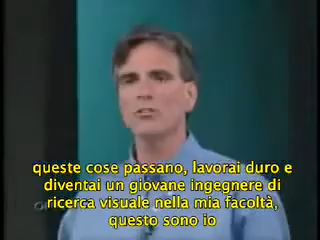 queste cose passano, lavorai duro e
diventai un giovane ingegnere di
ricerca visuale nella mia facoltà,
questo sono io